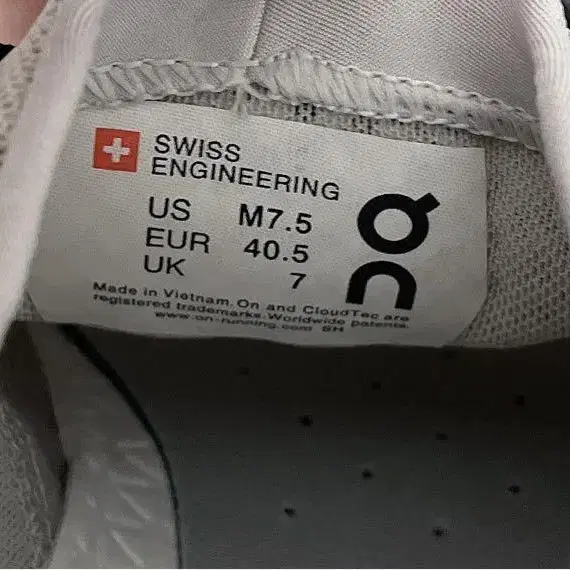 SWISS
ENGINEERING
US M7.5
EUR 40.5
UK 7
On
Made in Vietnam. On and CloudTec are
registered trademarks. Worldwide patents.
www.on-running.com SH